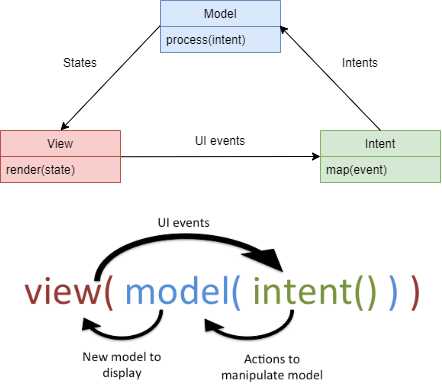 Model
process(intent)
States
Intents
View
render(state)
UI events
Intent
map(event)
UI events
view( model( intent() ) )
New model to
display
Actions to
manipulate model